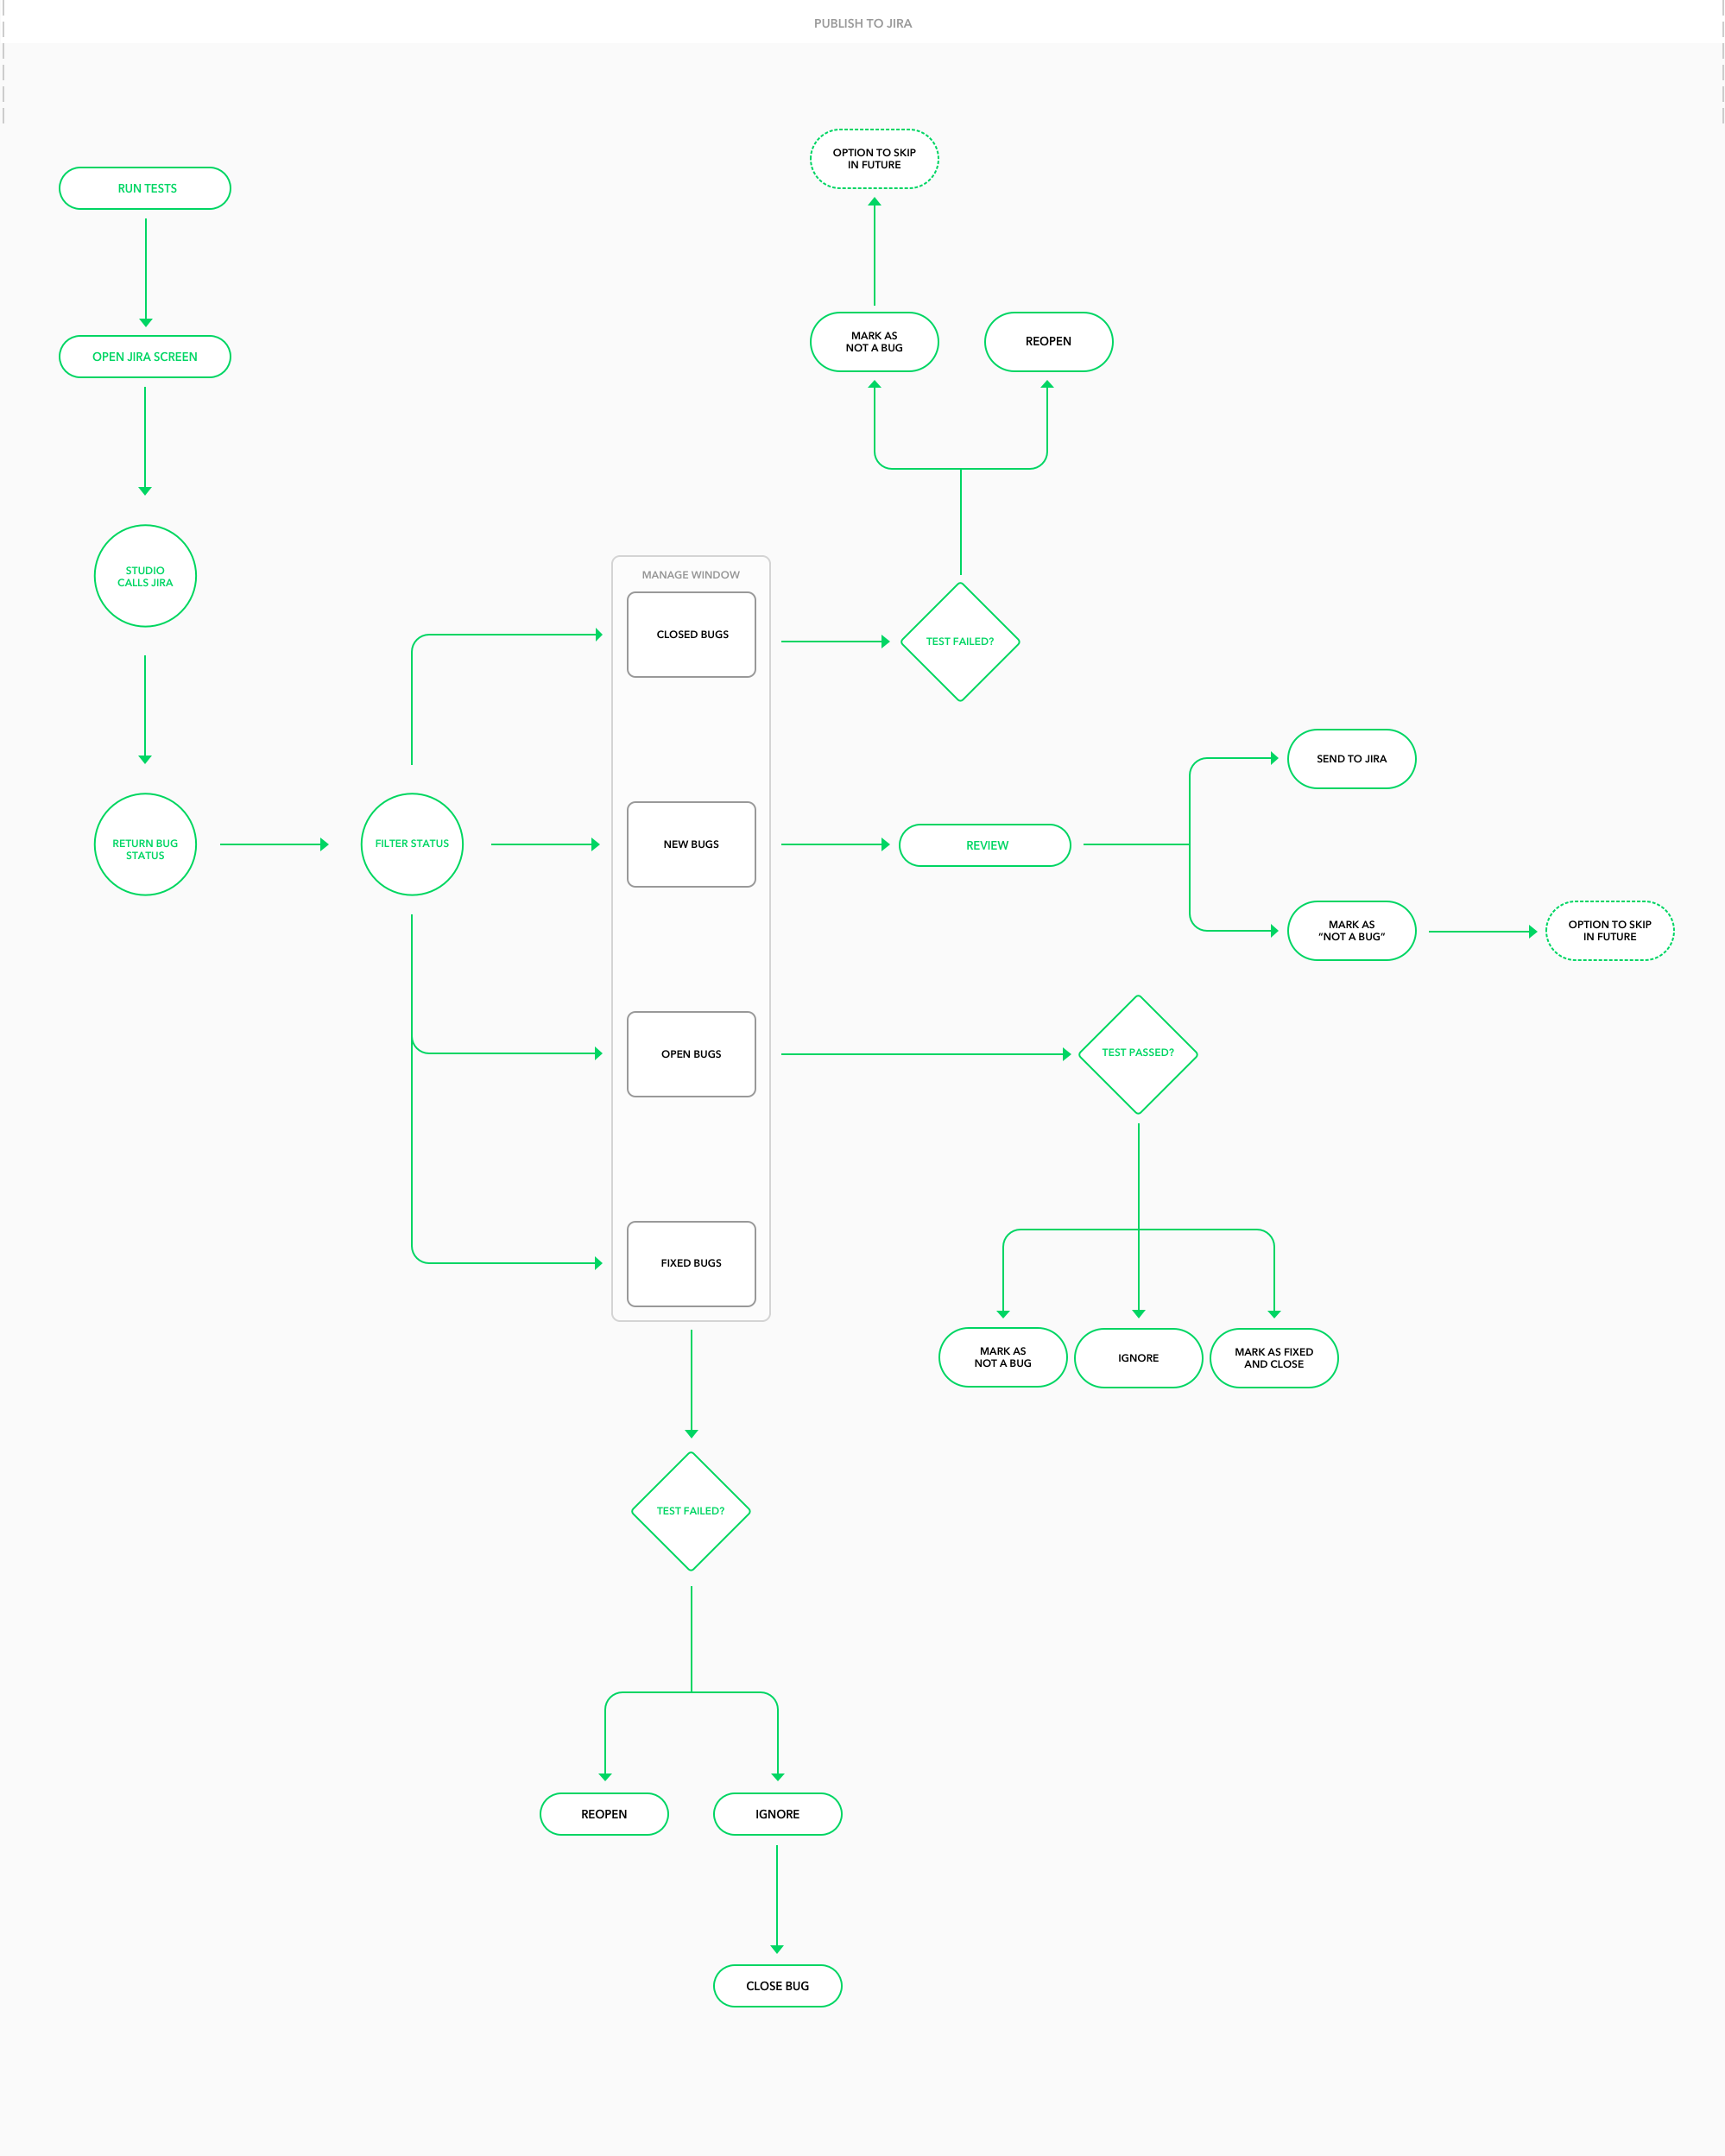 PUBLISH TO JIRA
OPTION TO SKIP
IN FUTURE
RUN TESTS
MARK AS
NOT A BUG
REOPEN
OPEN JIRA SCREEN
STUDIO
CALLS JIRA
MANAGE WINDOW
CLOSED BUGS
TEST FAILED?
SEND TO JIRA
RETURN BUG
STATUS
FILTER STATUS
NEW BUGS
REVIEW
MARK AS
“NOT A BUG”
OPTION TO SKIP
IN FUTURE
OPEN BUGS
TEST PASSED?
FIXED BUGS
MARK AS
NOT A BUG
IGNORE
MARK AS FIXED
AND CLOSE
TEST FAILED?
REOPEN
IGNORE
CLOSE BUG